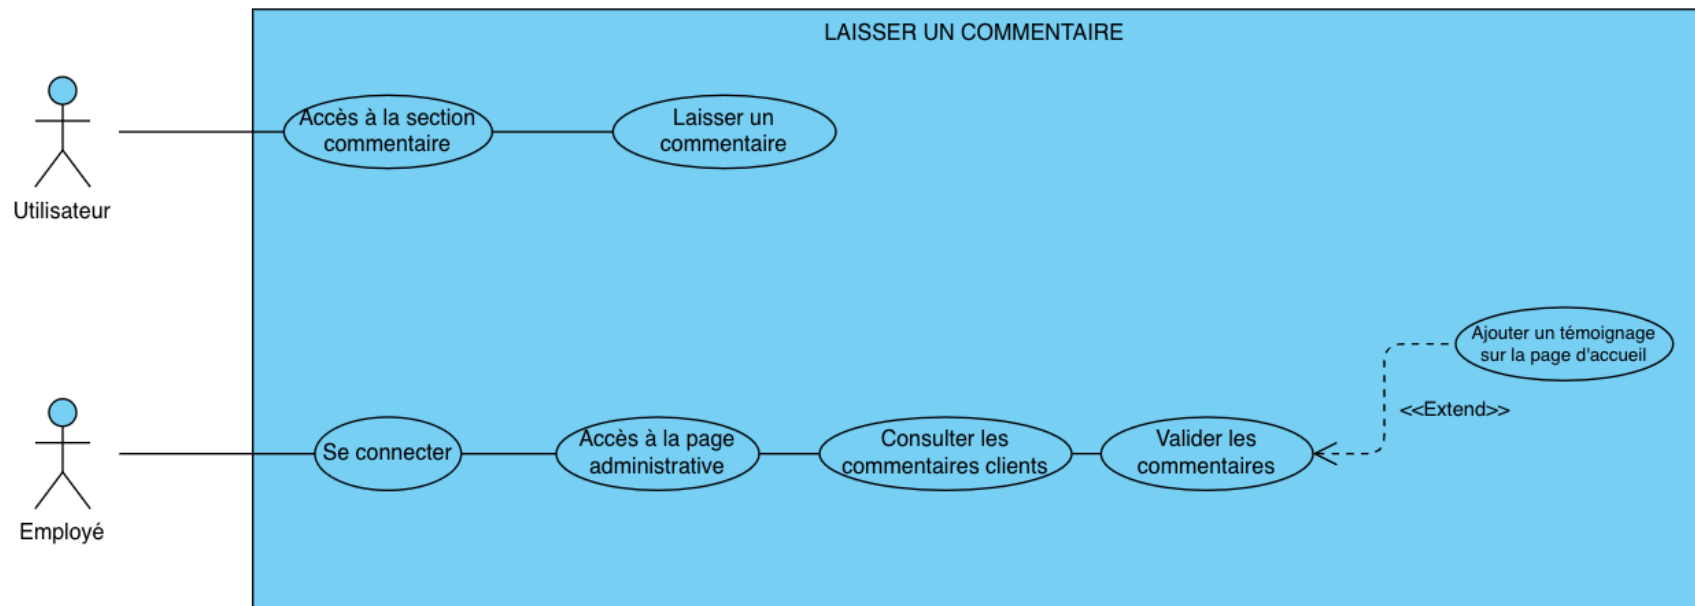 LAISSER UN COMMENTAIRE
Accès à la section
commentaire
Laisser un
commentaire
Utilisateur
Ajouter un témoignage
sur la page d'accueil
<<Extend>>
Se connecter
Accès à la page
administrative
Consulter les
commentaires clients
Valider les
commentaires
Employé